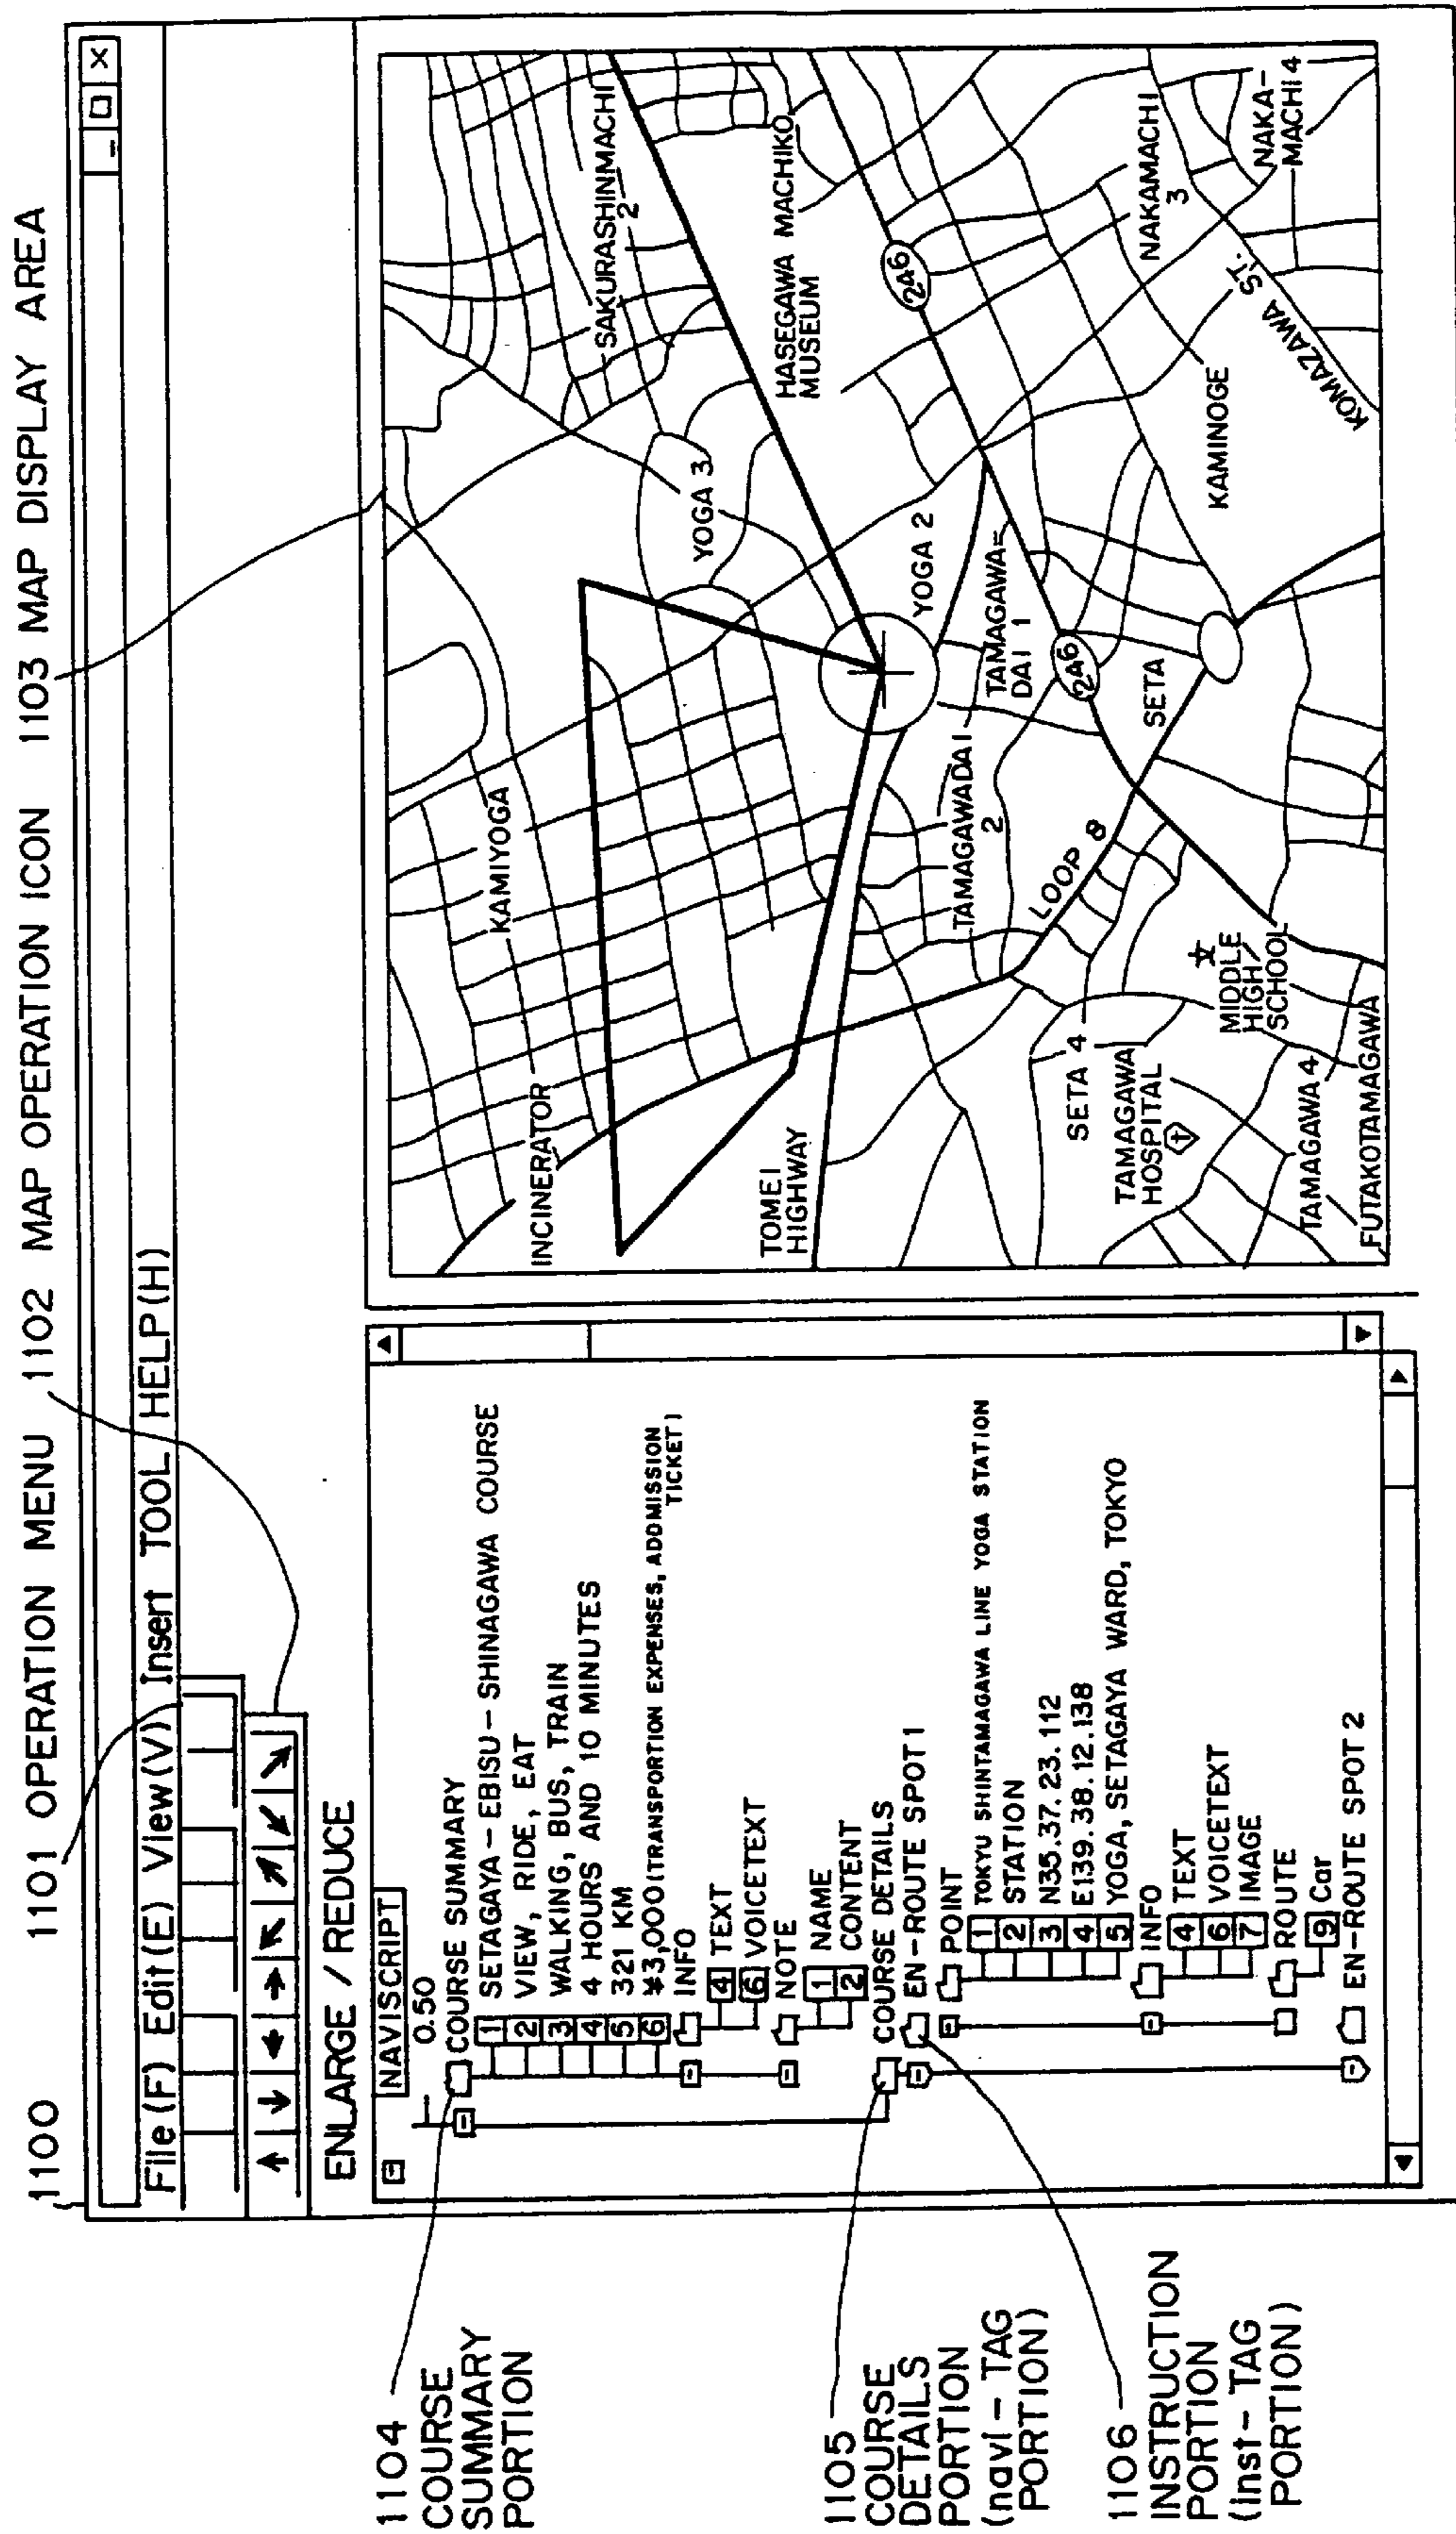 1100
1101 OPERATION MENU
1102 MAP OPERATION ICON
1103 MAP DISPLAY AREA
_ □ ×
File (F) Edit (E) View (V) Insert TOOL HELP (H)
ENLARGE / REDUCE
NAVISCRIPT
0.50
COURSE SUMMARY
1 SETAGAYA - EBISU - SHINAGAWA COURSE
2 VIEW, RIDE, EAT
3 WALKING, BUS, TRAIN
4 4 HOURS AND 10 MINUTES
5 321 KM
6 ¥3,000 (TRANSPORTION EXPENSES, ADDMISSION
TICKET)
INFO
4 TEXT
6 VOICETEXT
NOTE
1 NAME
2 CONTENT
COURSE DETAILS
EN-ROUTE SPOT 1
POINT
1 TOKYU SHINTAMAGAWA LINE YOGA STATION
2 STATION
3 N35.37.23.112
4 E139.38.12.138
5 YOGA, SETAGAYA WARD, TOKYO
INFO
4 TEXT
6 VOICETEXT
7 IMAGE
ROUTE
9 Car
EN-ROUTE SPOT 2
1104
COURSE
SUMMARY
PORTION
1105
COURSE
DETAILS
PORTION
(navi - TAG
PORTION)
1106
INSTRUCTION
PORTION
(inst - TAG
PORTION)
INCINERATOR
KAMIYOGA
SAKURASHINMACHI
2
YOGA 3
TOMEI
HIGHWAY
HASEGAWA MACHIKO
MUSEUM
246
YOGA 2
TAMAGAWADAI
2
TAMAGAWA=
DAI 1
LOOP 8
246
SETA 4
TAMAGAWA
HOSPITAL
SETA
KAMINOGE
NAKAMACHI
3
文
MIDDLE
HIGH
SCHOOL
KOMAZAWA ST.
NAKA-
MACHI 4
TAMAGAWA 4
FUTAKOTAMAGAWA